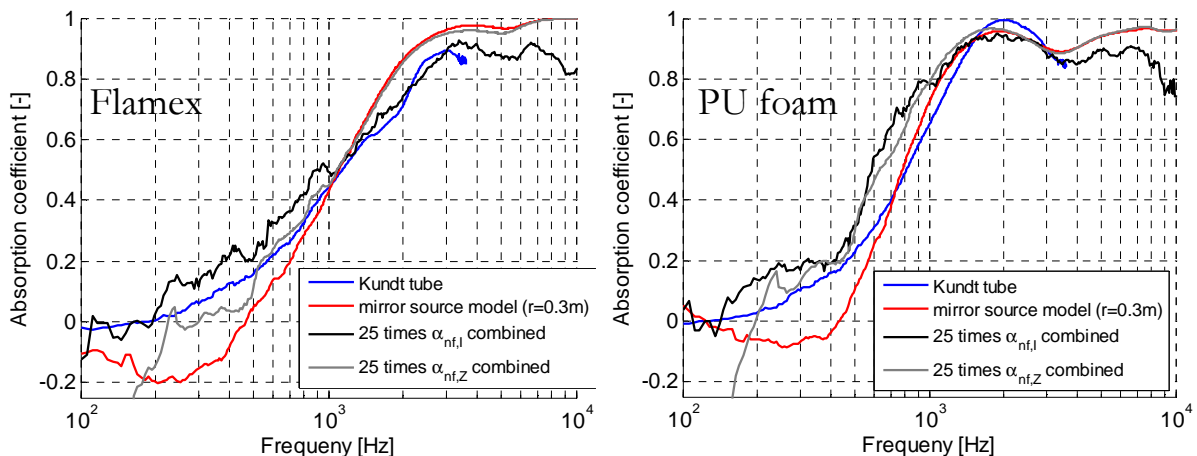 Flamex
Absorption coefficient [-]
1
0.8
0.6
0.4
0.2
0
-0.2
Kundt tube
mirror source model (r=0.3m)
25 times α_nf,I combined
25 times α_nf,Z combined
10^2
10^3
10^4
Frequeny [Hz]
PU foam
Absorption coefficient [-]
1
0.8
0.6
0.4
0.2
0
-0.2
Kundt tube
mirror source model (r=0.3m)
25 times α_nf,I combined
25 times α_nf,Z combined
10^2
10^3
10^4
Frequeny [Hz]